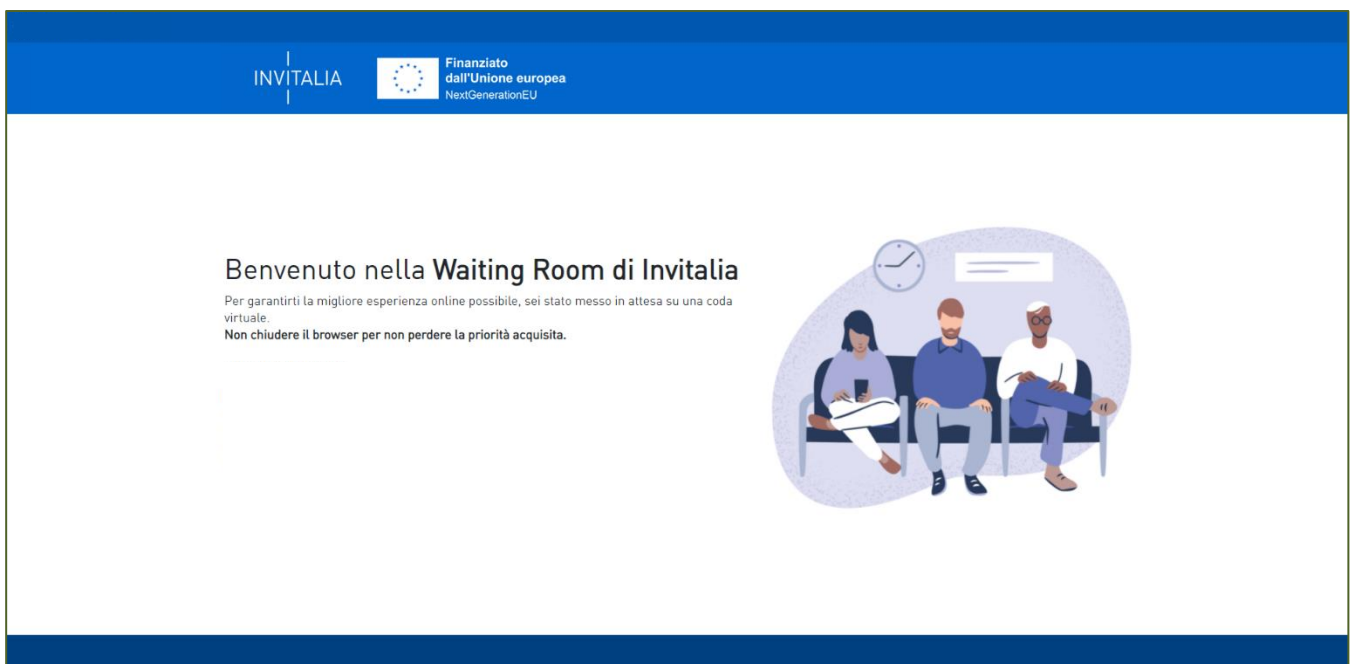 INVITALIA
Finanziato
dall'Unione europea
NextGenerationEU
Benvenuto nella Waiting Room di Invitalia
Per garantirti la migliore esperienza online possibile, sei stato messo in attesa su una coda
virtuale.
Non chiudere il browser per non perdere la priorità acquisita.